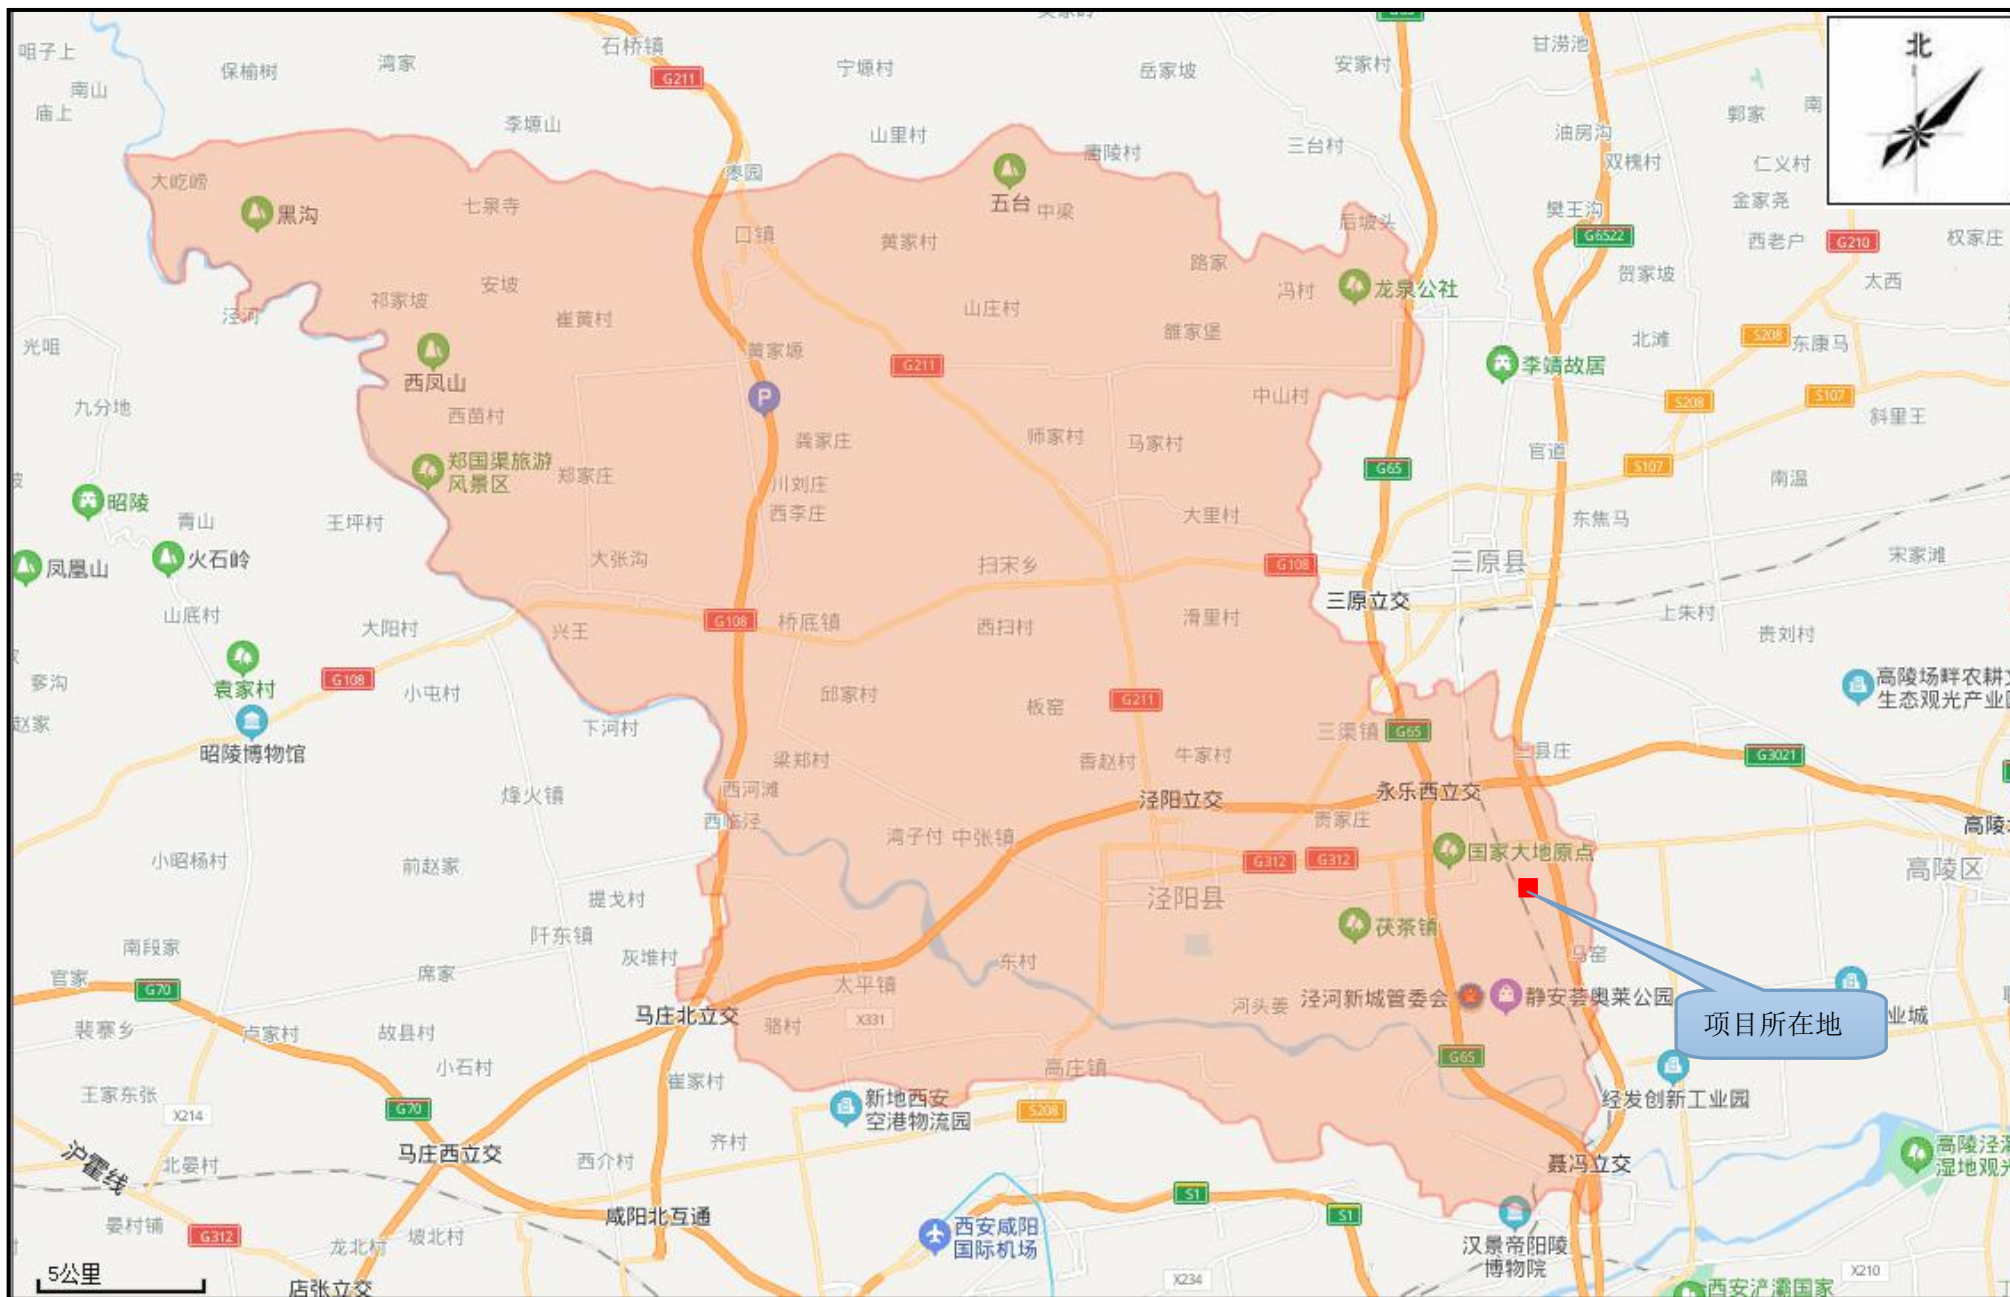 咀子上
保榆树
湾家
石桥镇
宁塬村
岳家坡
安家村
甘涝池
北
南山
G211
庙上
李塬山
山里村
唐陵村
三台村
油房沟
双槐村
郭家
南
仁义村
枣园
大屹崂
黑沟
七泉寺
五台
中梁
后坡头
樊王沟
金家尧
口镇
黄家村
G6522
西老户
G210
权家庄
路家
贺家坡
太西
安坡
祁家坡
泾河
崔黄村
山庄村
冯村
龙泉公社
雒家堡
北滩
S208
东康马
光咀
黄家塬
G211
李靖故居
西凤山
P
九分地
西苗村
中山村
S208
S107
斜里王
龚家庄
师家村
马家村
官道
郑国渠旅游
风景区
郑家庄
川刘庄
G65
S107
南温
昭陵
青山
王坪村
西李庄
大里村
东焦马
凤凰山
火石岭
大张沟
扫宋乡
G108
三原县
宋家滩
三原立交
山底村
大阳村
兴王
G108
桥底镇
西扫村
滑里村
上朱村
贵刘村
袁家村
G108
小屯村
邱家村
板窑
G211
高陵场畔农耕文
生态观光产业园
赵家
昭陵博物馆
下河村
三渠镇
G65
梁郑村
香赵村
牛家村
兰县庄
G3021
烽火镇
西河滩
泾阳立交
永乐西立交
西临泾
湾子付
中张镇
贵家庄
小昭杨村
前赵家
G312
G312
国家大地原点
高陵区
提戈村
泾阳县
茯茶镇
南段家
阡东镇
灰堆村
东村
马窑
官家
G70
席家
太平镇
河头姜
泾河新城管委会
静安荟奥莱公园
项目所在地
业城
裴寨乡
卢家村
故县村
马庄北立交
骆村
X331
G65
小石村
崔家村
高庄镇
王家东张
X214
G70
新地西安
空港物流园
S208
经发创新工业园
沪霍线
北晏村
马庄西立交
西介村
齐村
聂冯立交
晏村铺
G312
龙北村
坡北村
咸阳北互通
西安咸阳
国际机场
S1
S1
汉景帝阳陵
博物院
5公里
店张立交
X234
X210
西安浐灞国家